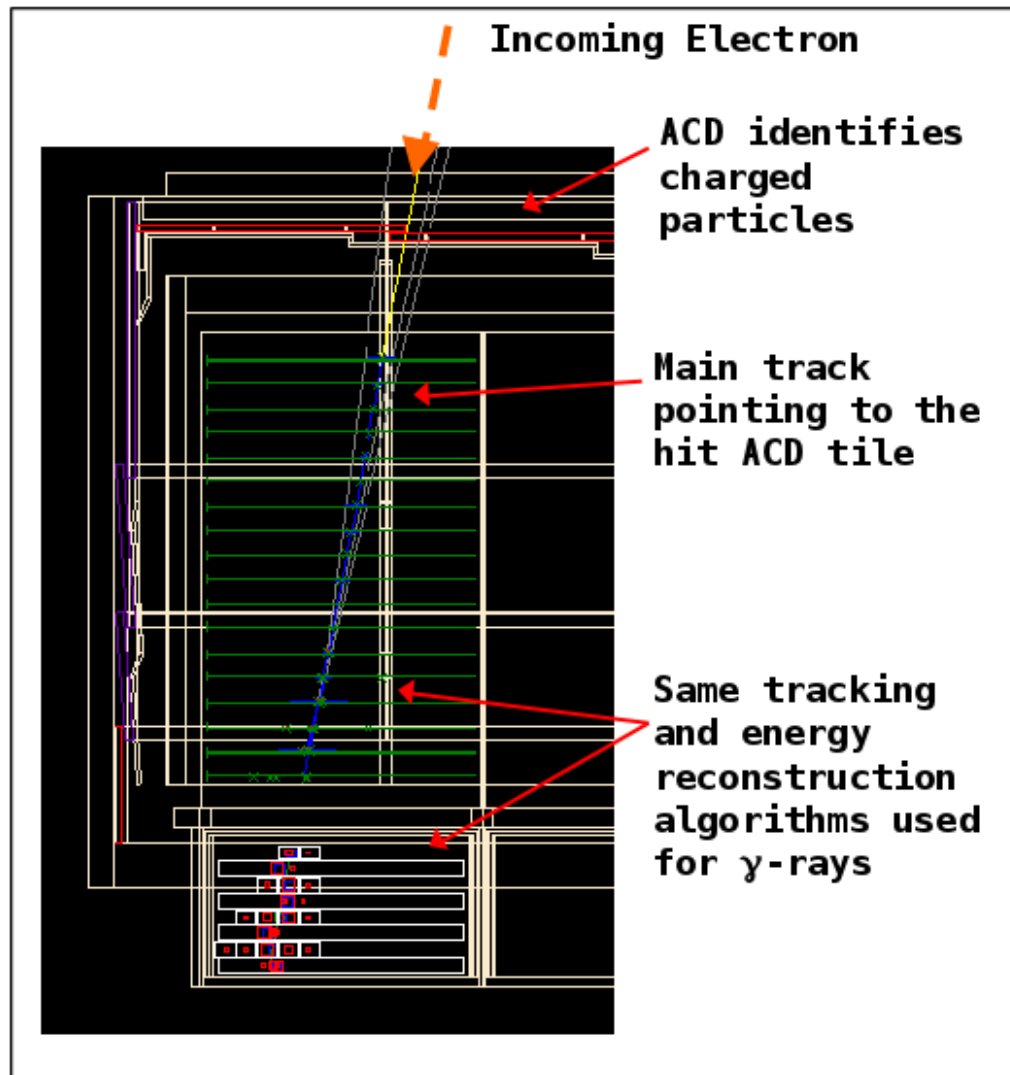 Incoming Electron
ACD identifies
charged
particles
Main track
pointing to the
hit ACD tile
Same tracking
and energy
reconstruction
algorithms used
for γ-rays